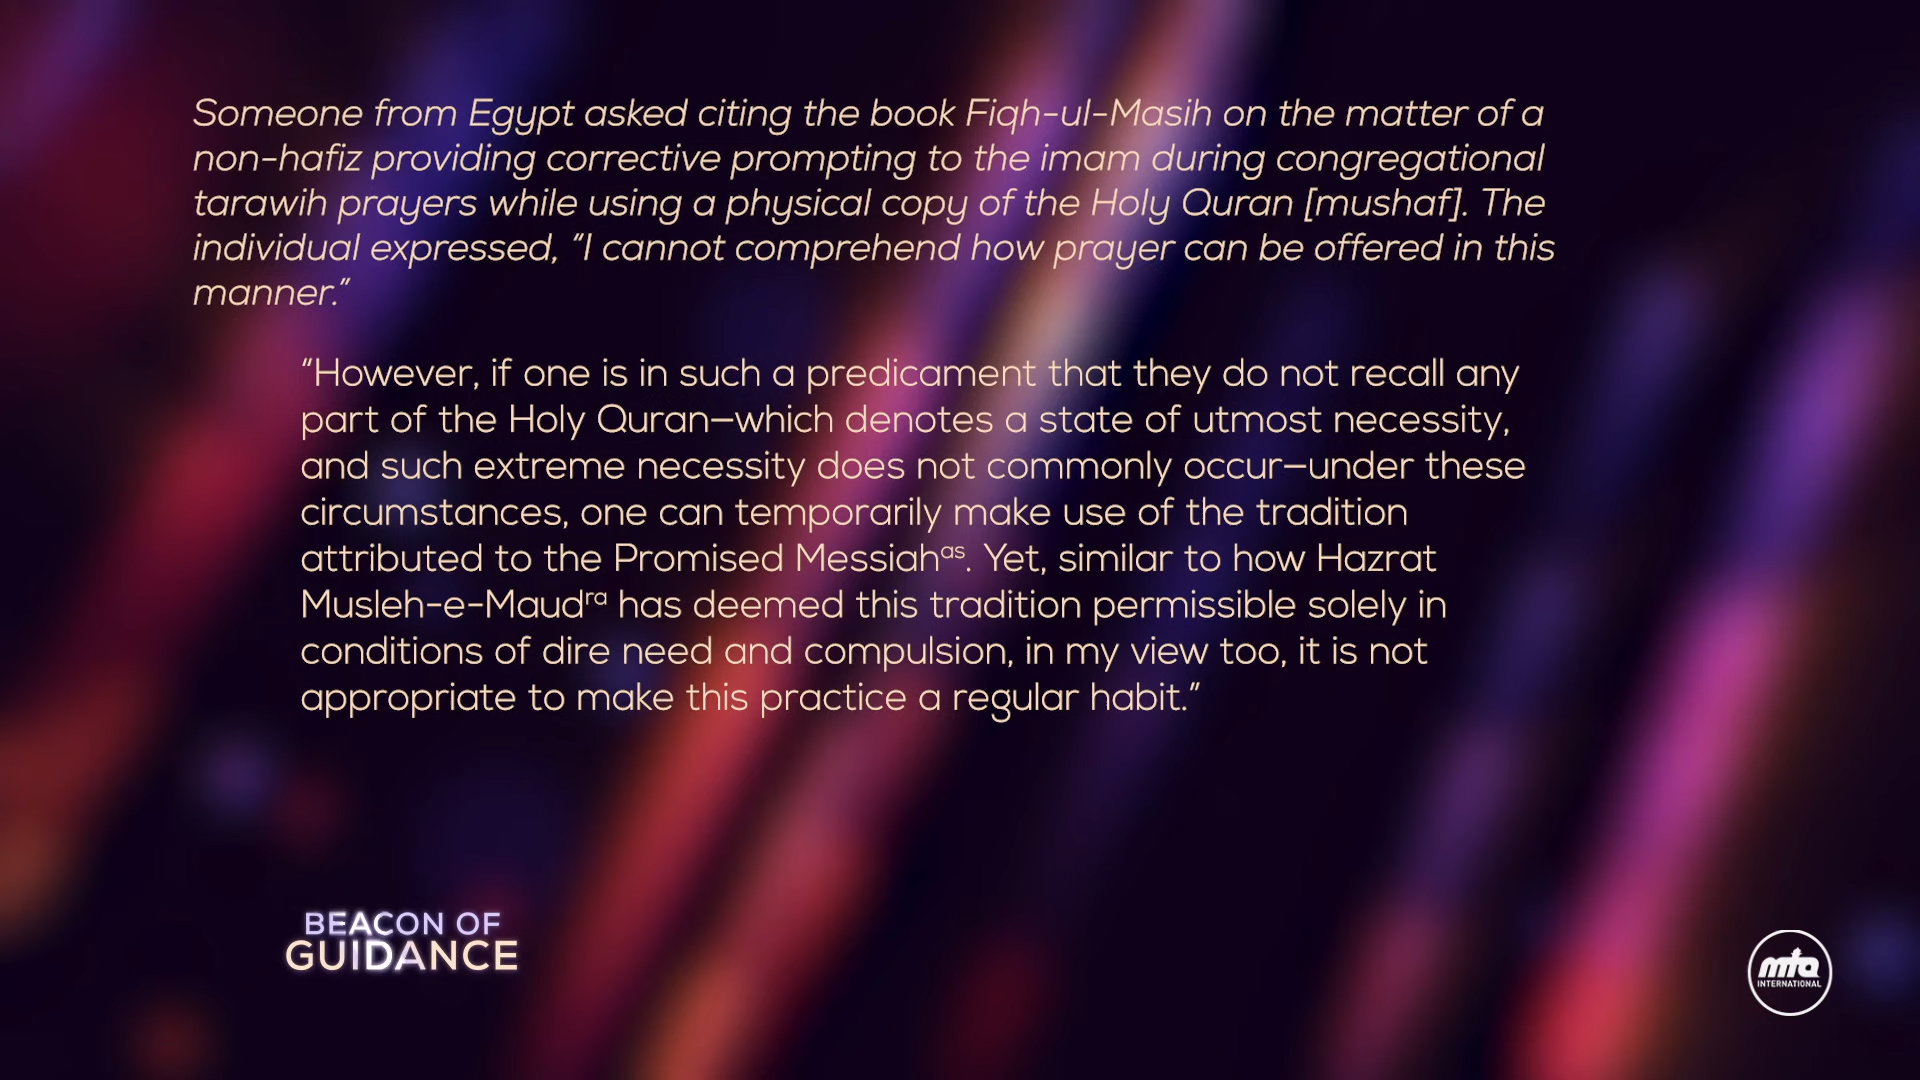 Someone from Egypt asked citing the book Fiqh-ul-Masih on the matter of a
non-hafiz providing corrective prompting to the imam during congregational
tarawih prayers while using a physical copy of the Holy Quran [mushaf]. The
individual expressed, “I cannot comprehend how prayer can be offered in this
manner.”
“However, if one is in such a predicament that they do not recall any
part of the Holy Quran—which denotes a state of utmost necessity,
and such extreme necessity does not commonly occur—under these
circumstances, one can temporarily make use of the tradition
attributed to the Promised Messiahᵃˢ. Yet, similar to how Hazrat
Musleh-e-Maudʳᵃ has deemed this tradition permissible solely in
conditions of dire need and compulsion, in my view too, it is not
appropriate to make this practice a regular habit.”
BEACON OF
GUIDANCE
mta
INTERNATIONAL